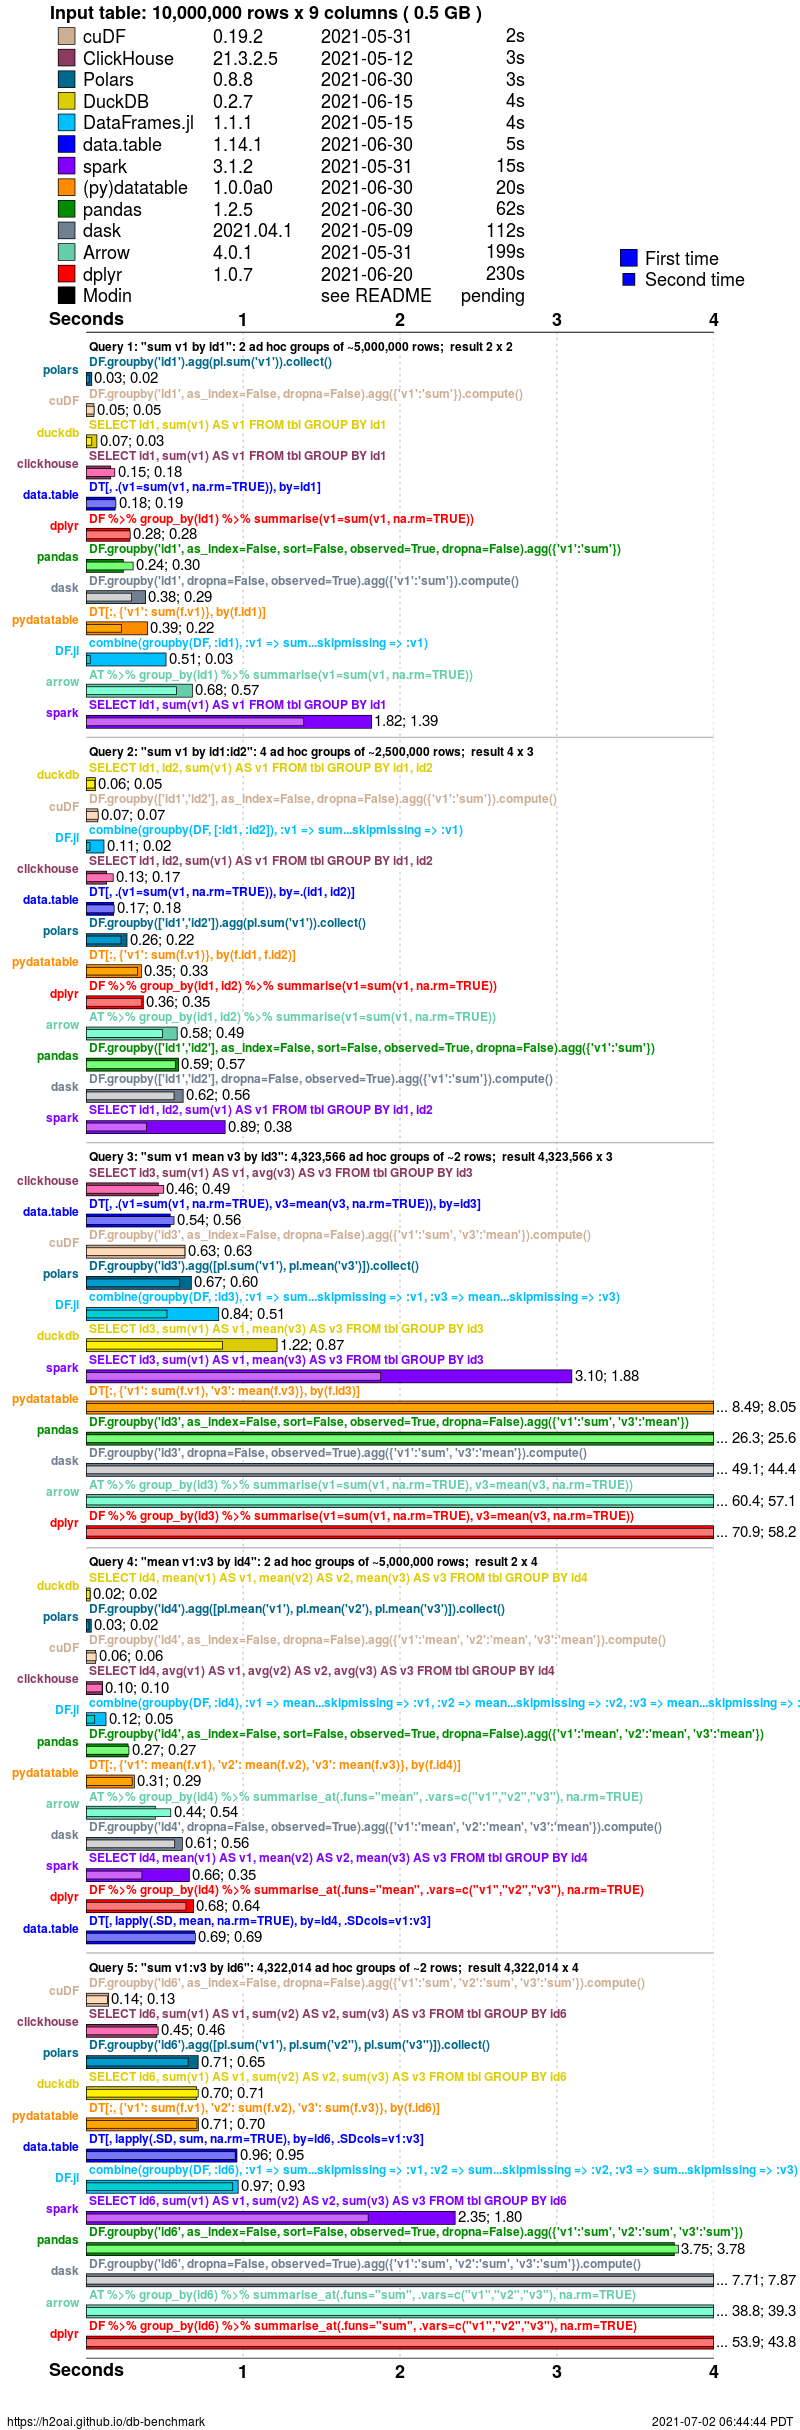 Input table: 10,000,000 rows x 9 columns ( 0.5 GB )
cuDF 0.19.2 2021-05-31 2s
ClickHouse 21.3.2.5 2021-05-12 3s
Polars 0.8.8 2021-06-30 3s
DuckDB 0.2.7 2021-06-15 4s
DataFrames.jl 1.1.1 2021-05-15 4s
data.table 1.14.1 2021-06-30 5s
spark 3.1.2 2021-05-31 15s
(py)datatable 1.0.0a0 2021-06-30 20s
pandas 1.2.5 2021-06-30 62s
dask 2021.04.1 2021-05-09 112s
Arrow 4.0.1 2021-05-31 199s
dplyr 1.0.7 2021-06-20 230s
Modin see README pending
First time
Second time
Seconds 1 2 3 4
Query 1: "sum v1 by id1": 2 ad hoc groups of ~5,000,000 rows; result 2 x 2
polars DF.groupby('id1').agg(pl.sum('v1')).collect()
0.03; 0.02
cuDF DF.groupby('id1', as_index=False, dropna=False).agg({'v1':'sum'}).compute()
0.05; 0.05
duckdb SELECT id1, sum(v1) AS v1 FROM tbl GROUP BY id1
0.07; 0.03
clickhouse SELECT id1, sum(v1) AS v1 FROM tbl GROUP BY id1
0.15; 0.18
data.table DT[, .(v1=sum(v1, na.rm=TRUE)), by=id1]
0.18; 0.19
dplyr DF %>% group_by(id1) %>% summarise(v1=sum(v1, na.rm=TRUE))
0.28; 0.28
pandas DF.groupby('id1', as_index=False, sort=False, observed=True, dropna=False).agg({'v1':'sum'})
0.24; 0.30
dask DF.groupby('id1', dropna=False, observed=True).agg({'v1':'sum'}).compute()
0.38; 0.29
pydatatable DT[:, {'v1': sum(f.v1)}, by(f.id1)]
0.39; 0.22
DF.jl combine(groupby(DF, :id1), :v1 => sum...skipmissing => :v1)
0.51; 0.03
arrow AT %>% group_by(id1) %>% summarise(v1=sum(v1, na.rm=TRUE))
0.68; 0.57
spark SELECT id1, sum(v1) AS v1 FROM tbl GROUP BY id1
1.82; 1.39
Query 2: "sum v1 by id1:id2": 4 ad hoc groups of ~2,500,000 rows; result 4 x 3
duckdb SELECT id1, id2, sum(v1) AS v1 FROM tbl GROUP BY id1, id2
0.06; 0.05
cuDF DF.groupby(['id1','id2'], as_index=False, dropna=False).agg({'v1':'sum'}).compute()
0.07; 0.07
DF.jl combine(groupby(DF, [:id1, :id2]), :v1 => sum...skipmissing => :v1)
0.11; 0.02
clickhouse SELECT id1, id2, sum(v1) AS v1 FROM tbl GROUP BY id1, id2
0.13; 0.17
data.table DT[, .(v1=sum(v1, na.rm=TRUE)), by=.(id1, id2)]
0.17; 0.18
polars DF.groupby(['id1','id2']).agg(pl.sum('v1')).collect()
0.26; 0.22
pydatatable DT[:, {'v1': sum(f.v1)}, by(f.id1, f.id2)]
0.35; 0.33
dplyr DF %>% group_by(id1, id2) %>% summarise(v1=sum(v1, na.rm=TRUE))
0.36; 0.35
arrow AT %>% group_by(id1, id2) %>% summarise(v1=sum(v1, na.rm=TRUE))
0.58; 0.49
pandas DF.groupby(['id1','id2'], as_index=False, sort=False, observed=True, dropna=False).agg({'v1':'sum'})
0.59; 0.57
dask DF.groupby(['id1','id2'], dropna=False, observed=True).agg({'v1':'sum'}).compute()
0.62; 0.56
spark SELECT id1, id2, sum(v1) AS v1 FROM tbl GROUP BY id1, id2
0.89; 0.38
Query 3: "sum v1 mean v3 by id3": 4,323,566 ad hoc groups of ~2 rows; result 4,323,566 x 3
clickhouse SELECT id3, sum(v1) AS v1, avg(v3) AS v3 FROM tbl GROUP BY id3
0.46; 0.49
data.table DT[, .(v1=sum(v1, na.rm=TRUE), v3=mean(v3, na.rm=TRUE)), by=id3]
0.54; 0.56
cuDF DF.groupby('id3', as_index=False, dropna=False).agg({'v1':'sum', 'v3':'mean'}).compute()
0.63; 0.63
polars DF.groupby('id3').agg([pl.sum('v1'), pl.mean('v3')]).collect()
0.67; 0.60
DF.jl combine(groupby(DF, :id3), :v1 => sum...skipmissing => :v1, :v3 => mean...skipmissing => :v3)
0.84; 0.51
duckdb SELECT id3, sum(v1) AS v1, mean(v3) AS v3 FROM tbl GROUP BY id3
1.22; 0.87
spark SELECT id3, sum(v1) AS v1, mean(v3) AS v3 FROM tbl GROUP BY id3
3.10; 1.88
pydatatable DT[:, {'v1': sum(f.v1), 'v3': mean(f.v3)}, by(f.id3)]
... 8.49; 8.05
pandas DF.groupby('id3', as_index=False, sort=False, observed=True, dropna=False).agg({'v1':'sum', 'v3':'mean'})
... 26.3; 25.6
dask DF.groupby('id3', dropna=False, observed=True).agg({'v1':'sum', 'v3':'mean'}).compute()
... 49.1; 44.4
arrow AT %>% group_by(id3) %>% summarise(v1=sum(v1, na.rm=TRUE), v3=mean(v3, na.rm=TRUE))
... 60.4; 57.1
dplyr DF %>% group_by(id3) %>% summarise(v1=sum(v1, na.rm=TRUE), v3=mean(v3, na.rm=TRUE))
... 70.9; 58.2
Query 4: "mean v1:v3 by id4": 2 ad hoc groups of ~5,000,000 rows; result 2 x 4
duckdb SELECT id4, mean(v1) AS v1, mean(v2) AS v2, mean(v3) AS v3 FROM tbl GROUP BY id4
0.02; 0.02
polars DF.groupby('id4').agg([pl.mean('v1'), pl.mean('v2'), pl.mean('v3')]).collect()
0.03; 0.02
cuDF DF.groupby('id4', as_index=False, dropna=False).agg({'v1':'mean', 'v2':'mean', 'v3':'mean'}).compute()
0.06; 0.06
clickhouse SELECT id4, avg(v1) AS v1, avg(v2) AS v2, avg(v3) AS v3 FROM tbl GROUP BY id4
0.10; 0.10
DF.jl combine(groupby(DF, :id4), :v1 => mean...skipmissing => :v1, :v2 => mean...skipmissing => :v2, :v3 => mean...skipmissing => :
0.12; 0.05
pandas DF.groupby('id4', as_index=False, sort=False, observed=True, dropna=False).agg({'v1':'mean', 'v2':'mean', 'v3':'mean'})
0.27; 0.27
pydatatable DT[:, {'v1': mean(f.v1), 'v2': mean(f.v2), 'v3': mean(f.v3)}, by(f.id4)]
0.31; 0.29
arrow AT %>% group_by(id4) %>% summarise_at(.funs="mean", .vars=c("v1","v2","v3"), na.rm=TRUE)
0.44; 0.54
dask DF.groupby('id4', dropna=False, observed=True).agg({'v1':'mean', 'v2':'mean', 'v3':'mean'}).compute()
0.61; 0.56
spark SELECT id4, mean(v1) AS v1, mean(v2) AS v2, mean(v3) AS v3 FROM tbl GROUP BY id4
0.66; 0.35
dplyr DF %>% group_by(id4) %>% summarise_at(.funs="mean", .vars=c("v1","v2","v3"), na.rm=TRUE)
0.68; 0.64
data.table DT[, lapply(.SD, mean, na.rm=TRUE), by=id4, .SDcols=v1:v3]
0.69; 0.69
Query 5: "sum v1:v3 by id6": 4,322,014 ad hoc groups of ~2 rows; result 4,322,014 x 4
cuDF DF.groupby('id6', as_index=False, dropna=False).agg({'v1':'sum', 'v2':'sum', 'v3':'sum'}).compute()
0.14; 0.13
clickhouse SELECT id6, sum(v1) AS v1, sum(v2) AS v2, sum(v3) AS v3 FROM tbl GROUP BY id6
0.45; 0.46
polars DF.groupby('id6').agg([pl.sum('v1'), pl.sum('v2"), pl.sum('v3")]).collect()
0.71; 0.65
duckdb SELECT id6, sum(v1) AS v1, sum(v2) AS v2, sum(v3) AS v3 FROM tbl GROUP BY id6
0.70; 0.71
pydatatable DT[:, {'v1': sum(f.v1), 'v2': sum(f.v2), 'v3': sum(f.v3)}, by(f.id6)]
0.71; 0.70
data.table DT[, lapply(.SD, sum, na.rm=TRUE), by=id6, .SDcols=v1:v3]
0.96; 0.95
DF.jl combine(groupby(DF, :id6), :v1 => sum...skipmissing => :v1, :v2 => sum...skipmissing => :v2, :v3 => sum...skipmissing => :v3)
0.97; 0.93
spark SELECT id6, sum(v1) AS v1, sum(v2) AS v2, sum(v3) AS v3 FROM tbl GROUP BY id6
2.35; 1.80
pandas DF.groupby('id6', as_index=False, sort=False, observed=True, dropna=False).agg({'v1':'sum', 'v2':'sum', 'v3':'sum'})
3.75; 3.78
dask DF.groupby('id6', dropna=False, observed=True).agg({'v1':'sum', 'v2':'sum', 'v3':'sum'}).compute()
... 7.71; 7.87
arrow AT %>% group_by(id6) %>% summarise_at(.funs="sum", .vars=c("v1","v2","v3"), na.rm=TRUE)
... 38.8; 39.3
dplyr DF %>% group_by(id6) %>% summarise_at(.funs="sum", .vars=c("v1","v2","v3"), na.rm=TRUE)
... 53.9; 43.8
Seconds 1 2 3 4
https://h2oai.github.io/db-benchmark 2021-07-02 06:44:44 PDT